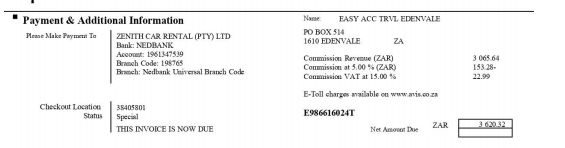 Payment & Additional Information
Please Make Payment To
ZENITH CAR RENTAL (PTY) LTD
Bank: NEDBANK
Account: 1961347539
Branch Code: 198765
Branch: Nedbank Universal Branch Code
Checkout Location 38405801
Status Special
THIS INVOICE IS NOW DUE
Name: EASY ACC TRVL EDENVALE
PO BOX 514
1610 EDENVALE ZA
Commission Revenue (ZAR) 3 065.64
Commission at 5.00 % (ZAR) 153.28-
Commission VAT at 15.00 % 22.99
E-Toll charges available on www.avis.co.za
E986616024T
Net Amount Due ZAR 3 620.32